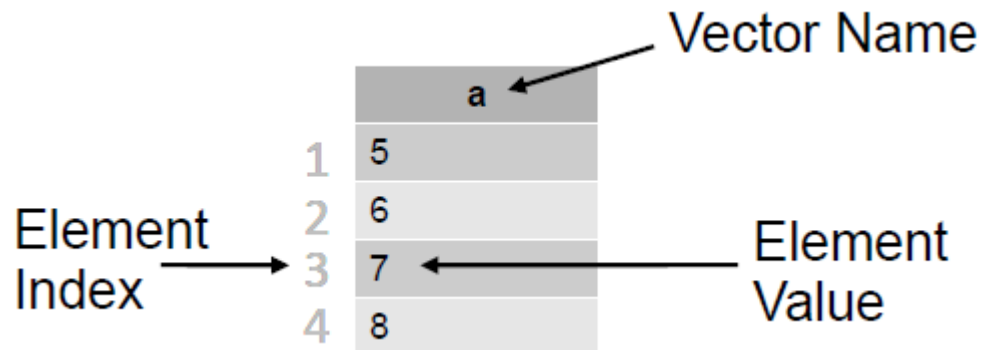 Vector Name
a
1 5
2 6
Element
Index
3 7
Element
Value
4 8